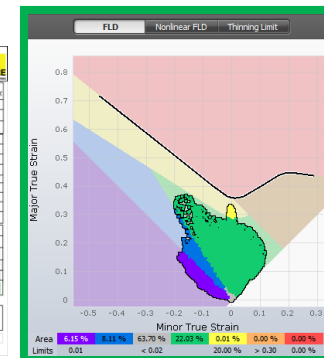 FLD Nonlinear FLD Thinning Limit
0.8
0.7
0.6
0.5
0.4
0.3
0.2
0.1
0
Major True Strain
-0.5 -0.4 -0.3 -0.2 -0.1 0 0.1 0.2 0.3
Minor True Strain
Area 6.15 % 8.11 % 63.70 % 22.03 % 0.01 % 0.00 % 0.00 %
Limits 0.01 < 0.02 20.00 % > 0.30 0.00 %